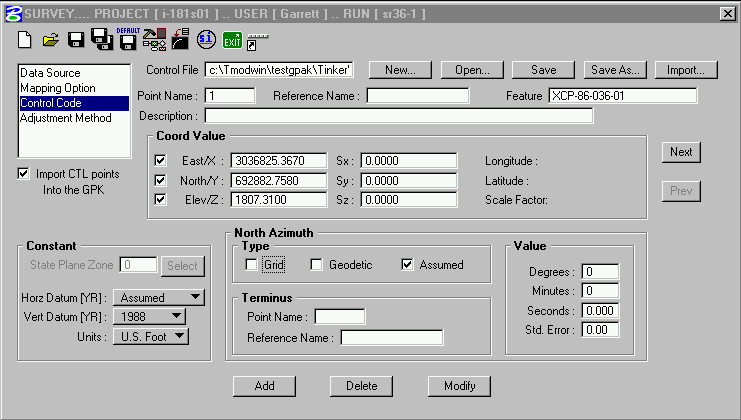 SURVEY.... PROJECT [ i-181s01 ] .. USER [ Garrett ] .. RUN [ sr36-1 ]
DEFAULT
EXIT
Data Source
Mapping Option
Control Code
Adjustment Method
Control File c:\Tmodwin\testgpak\Tinker' New... Open... Save Save As... Import...
Point Name : 1 Reference Name : Feature XCP-86-036-01
Description :
Import CTL points
Into the GPK
Coord Value
East/X : 3036825.3670 Sx : 0.0000 Longitude :
North/Y : 692882.7580 Sy : 0.0000 Latitude :
Elev/Z : 1807.3100 Sz : 0.0000 Scale Factor:
Next
Prev
Constant
State Plane Zone 0 Select
Horz Datum [YR] : Assumed
Vert Datum [YR] : 1988
Units : U.S. Foot
North Azimuth
Type
Grid Geodetic Assumed
Terminus
Point Name :
Reference Name :
Value
Degrees : 0
Minutes : 0
Seconds : 0.000
Std. Error : 0.00
Add Delete Modify